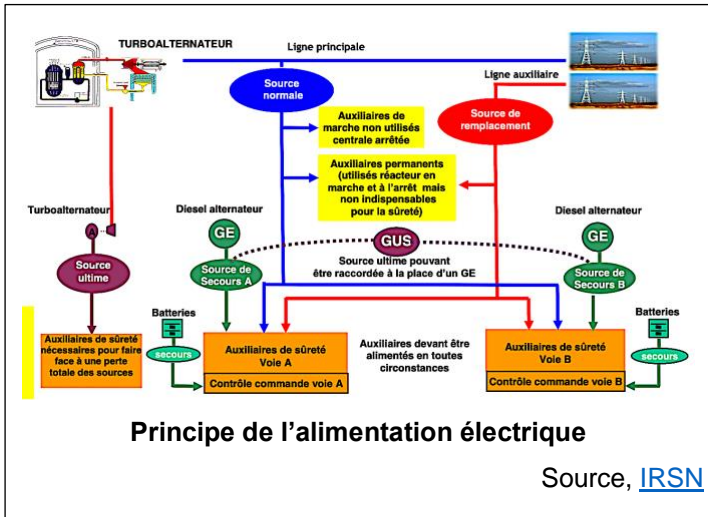 TURBOALTERNATEUR
Ligne principale
Ligne auxiliaire
Source
normale
Source de
remplacement
Auxiliaires de
marche non utilisés
centrale arrêtée
Auxiliaires permanents
(utilisés réacteur en
marche et à l'arrêt mais
non indispensables
pour la sûreté)
Turboalternateur
A
Source
ultime
Diesel alternateur
GE
Source de
Secours A
GUS
Source ultime pouvant
être raccordée à la place d'un GE
Diesel alternateur
GE
Source de
Secours B
Auxiliaires de sûreté
nécessaires pour faire
face à une perte
totale des sources
Batteries
secours
Auxiliaires de sûreté
Voie A
Contrôle commande voie A
Auxiliaires devant être
alimentés en toutes
circonstances
Auxiliaires de sûreté
Voie B
Contrôle commande voie B
Batteries
secours
Principe de l'alimentation électrique
Source, IRSN